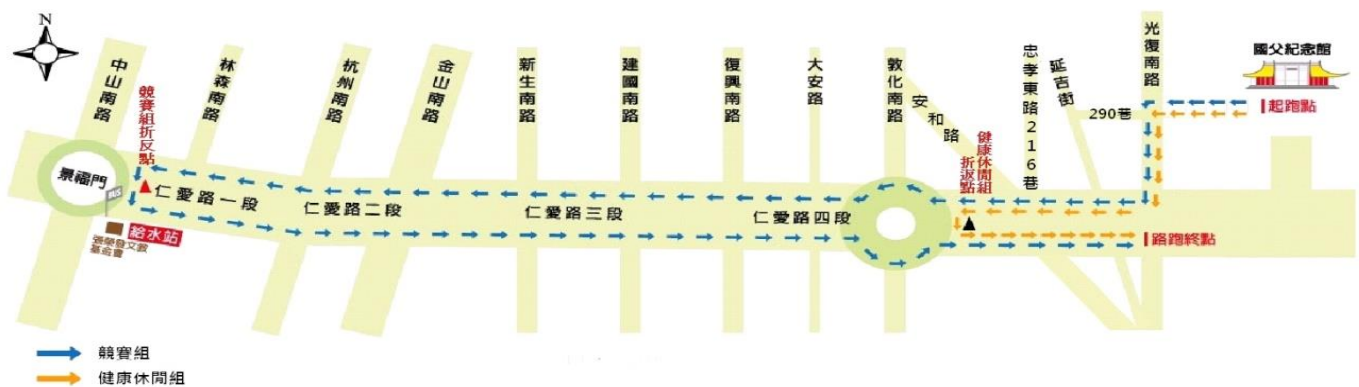 N
中山南路
林森南路
杭州南路
金山南路
新生南路
建國南路
復興南路
大安路
敦化南路
安和路
忠孝東路216巷
延吉街
光復南路
國父紀念館
290巷
起跑點
競賽組折反點
健康休閒組
折返點
景福門
BUS
仁愛路一段
仁愛路二段
仁愛路三段
仁愛路四段
給水站
張榮發文教
基金會
路跑終點
競賽組
健康休閒組